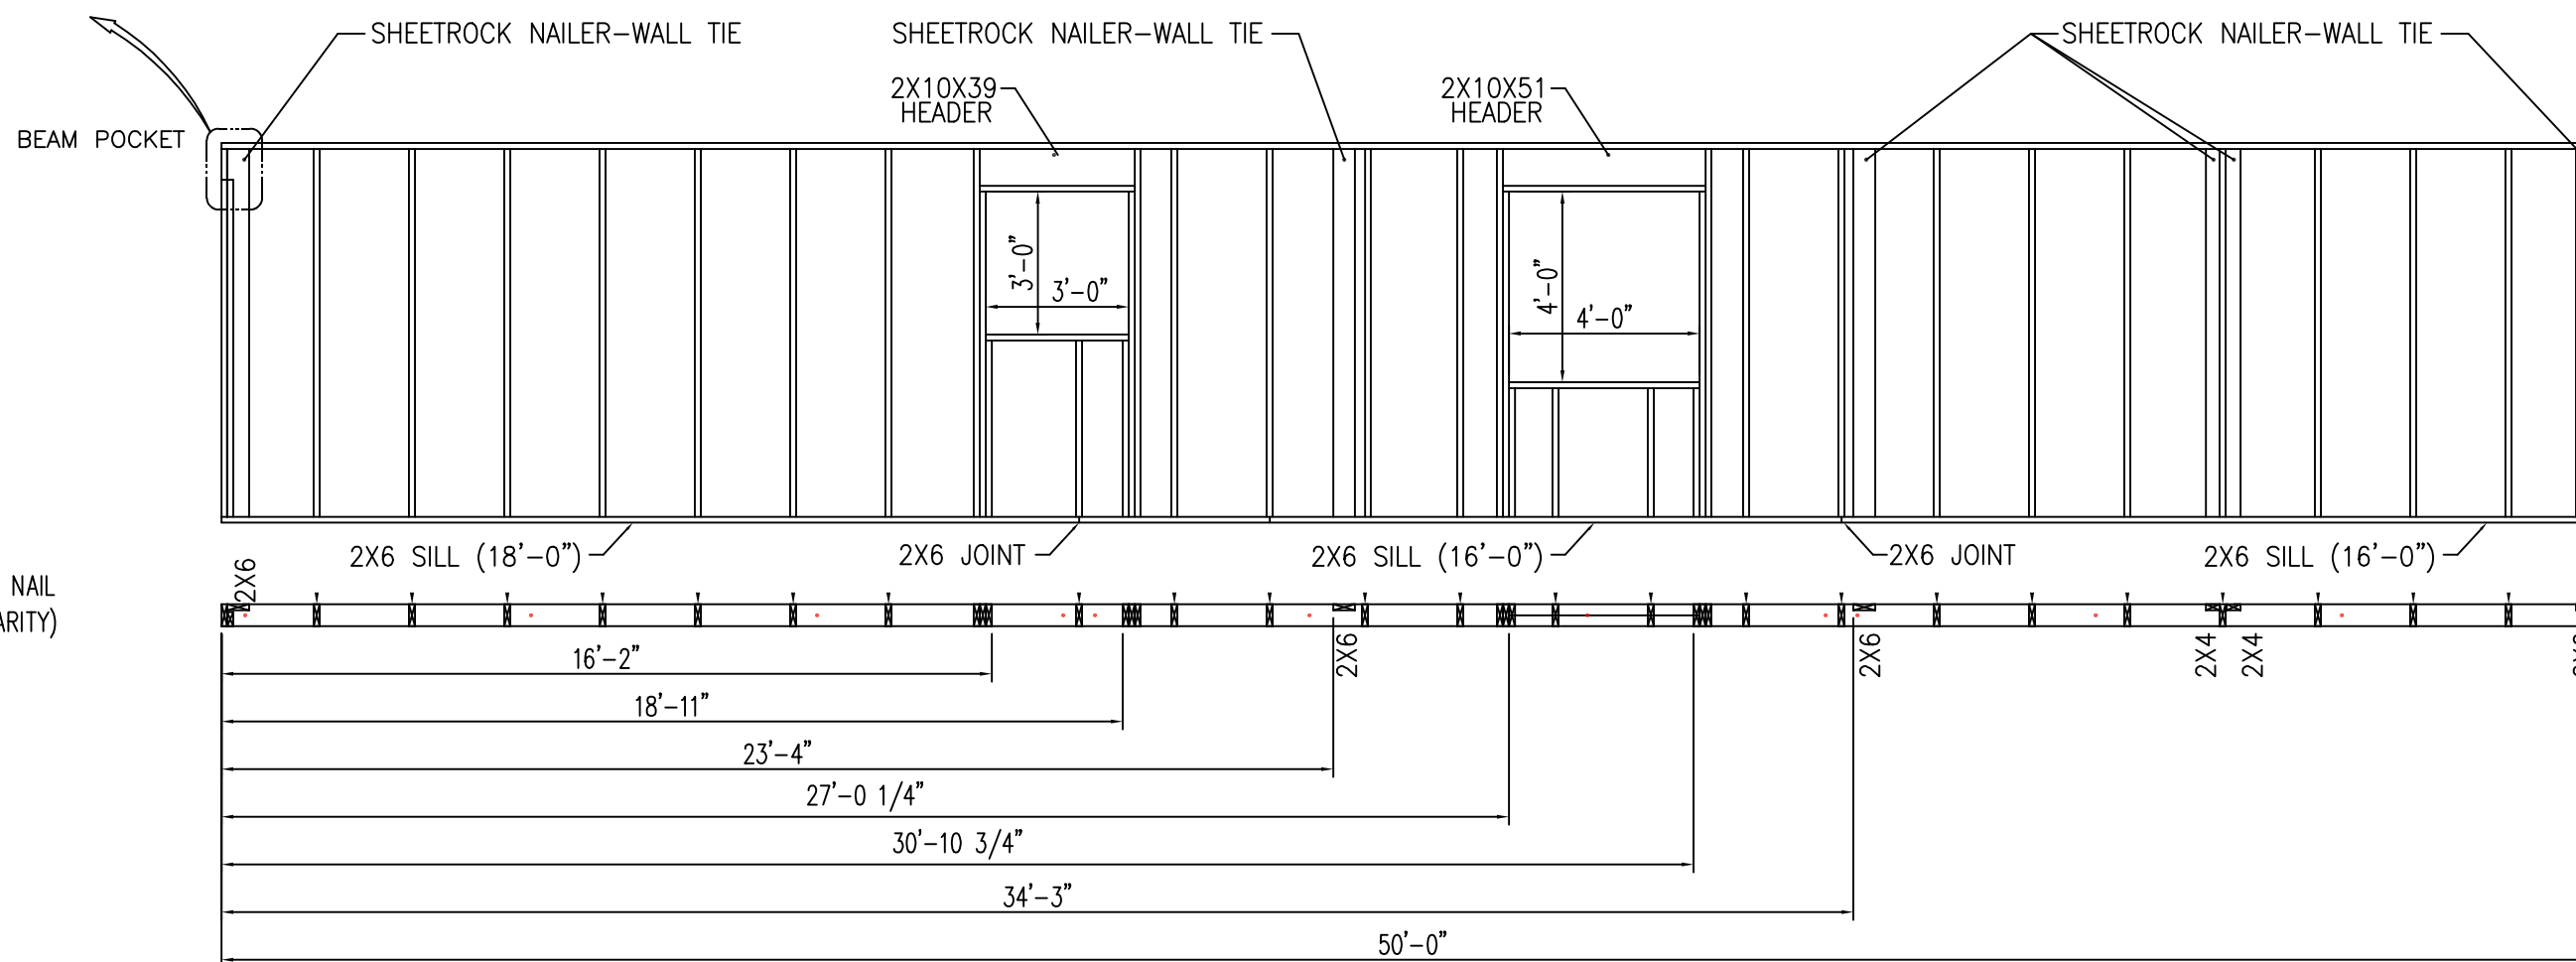 SHEETROCK NAILER-WALL TIE
SHEETROCK NAILER-WALL TIE
SHEETROCK NAILER-WALL TIE
2X10X39
HEADER
2X10X51
HEADER
BEAM POCKET
3'-0"
3'-0"
4'-0"
4'-0"
2X6 SILL (18'-0")
2X6 JOINT
2X6 SILL (16'-0")
2X6 JOINT
2X6 SILL (16'-0")
NAIL
ARITY)
2X6
2X6
2X6
2X4
2X4
16'-2"
18'-11"
23'-4"
27'-0 1/4"
30'-10 3/4"
34'-3"
50'-0"